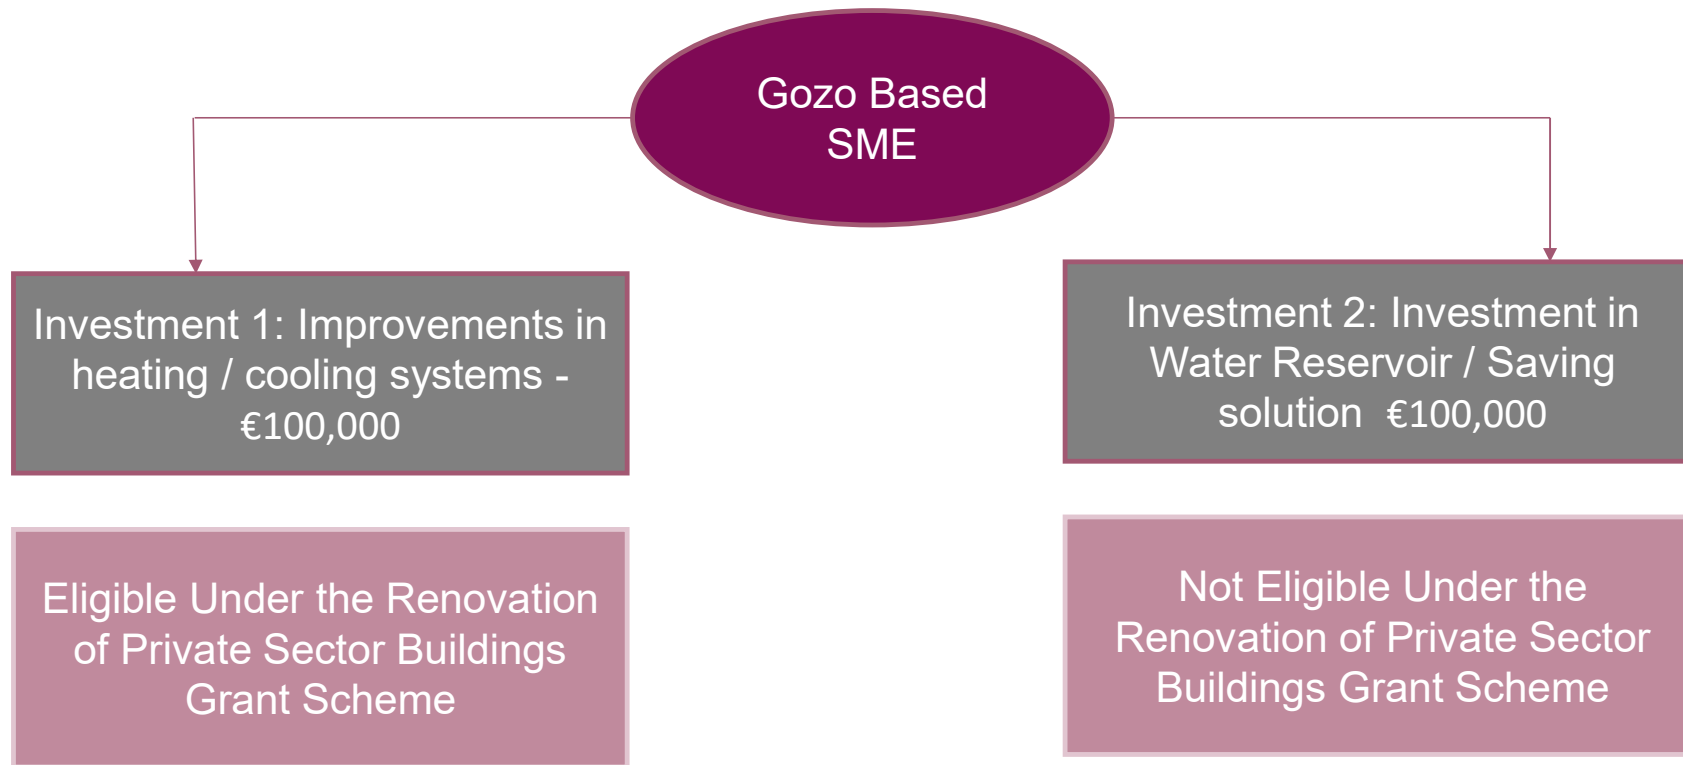 Gozo Based
SME
Investment 1: Improvements in
heating / cooling systems -
€100,000
Investment 2: Investment in
Water Reservoir / Saving
solution €100,000
Eligible Under the Renovation
of Private Sector Buildings
Grant Scheme
Not Eligible Under the
Renovation of Private Sector
Buildings Grant Scheme